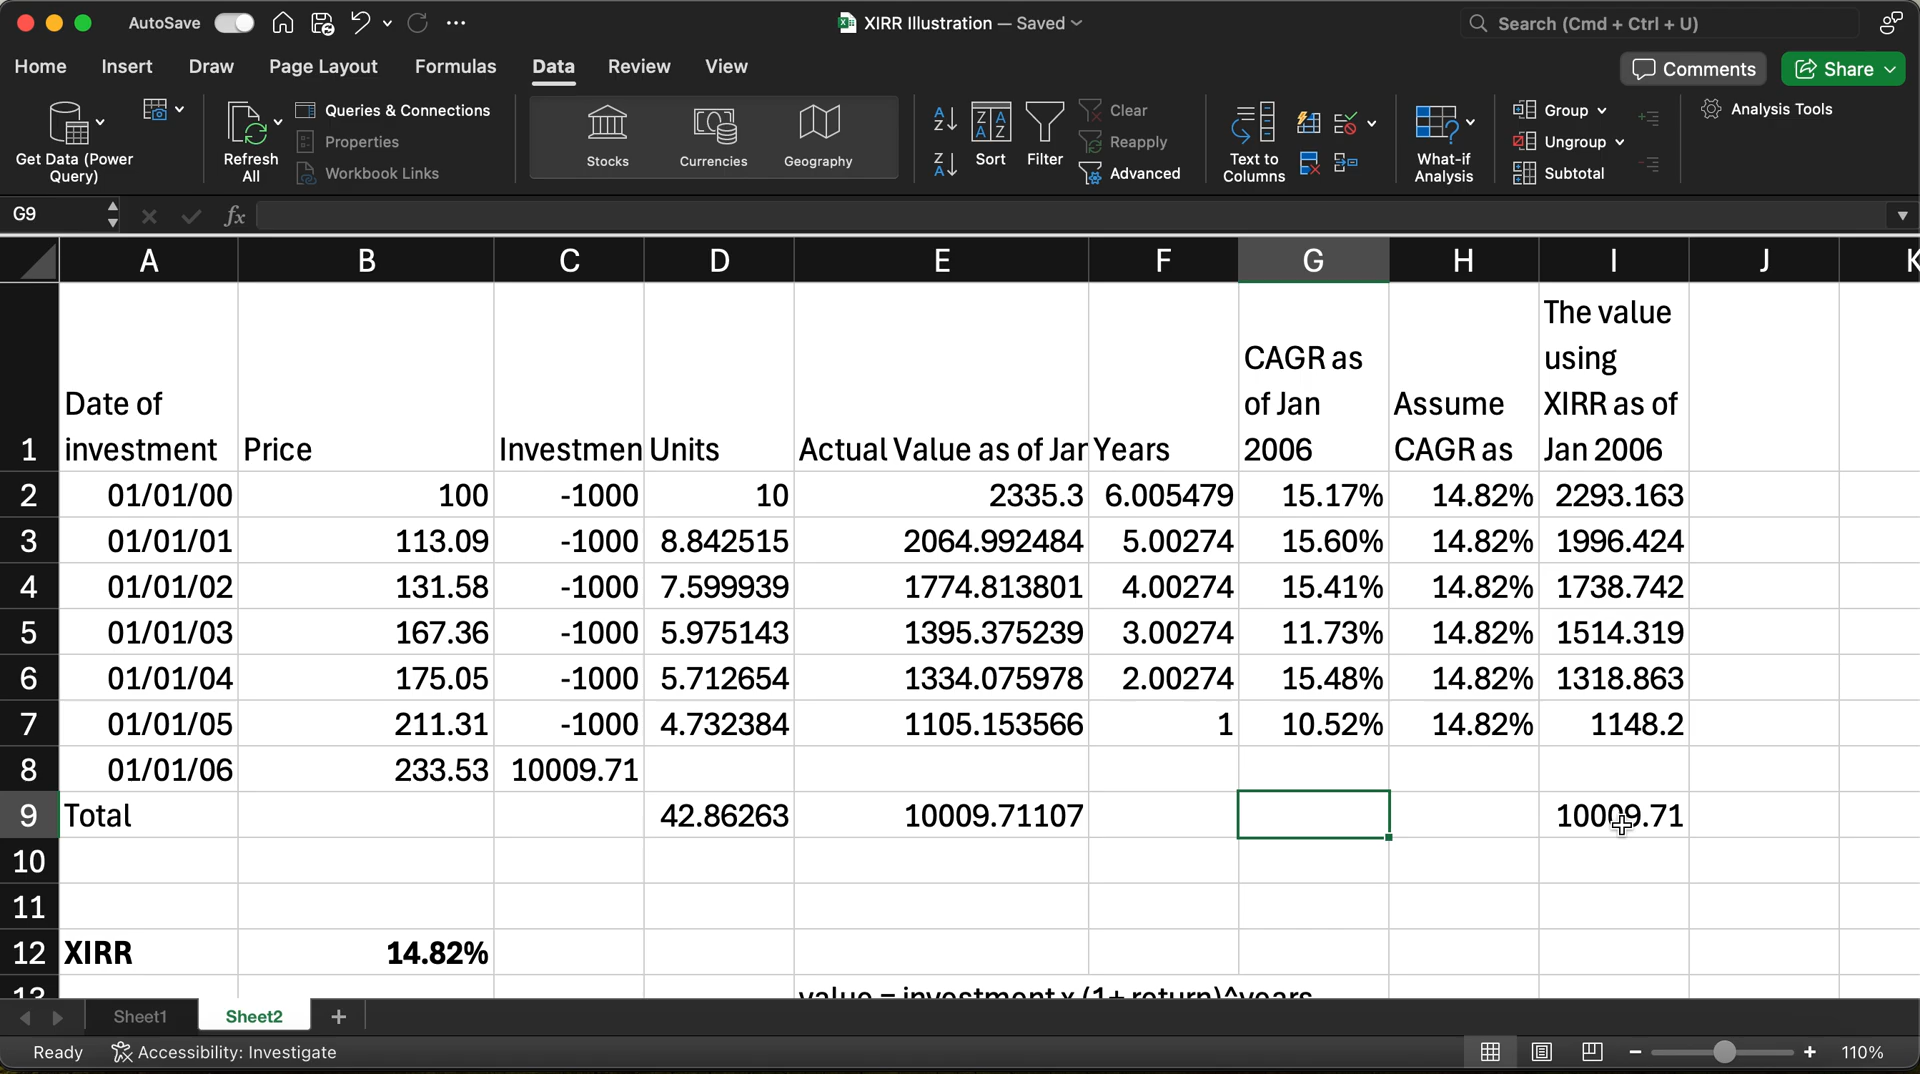 AutoSave
XIRR Illustration — Saved
Search (Cmd + Ctrl + U)
Home Insert Draw Page Layout Formulas Data Review View
Comments
Share
Get Data (Power
Query)
Refresh
All
Queries & Connections
Properties
Workbook Links
Stocks
Currencies
Geography
Sort
Filter
Clear
Reapply
Advanced
Text to
Columns
What-if
Analysis
Group
Ungroup
Subtotal
Analysis Tools
G9
fx
A B C D E F G H I J K
1 Date of investment Price Investmen Units Actual Value as of Jar Years CAGR as of Jan 2006 Assume CAGR as The value using XIRR as of Jan 2006
2 01/01/00 100 -1000 10 2335.3 6.005479 15.17% 14.82% 2293.163
3 01/01/01 113.09 -1000 8.842515 2064.992484 5.00274 15.60% 14.82% 1996.424
4 01/01/02 131.58 -1000 7.599939 1774.813801 4.00274 15.41% 14.82% 1738.742
5 01/01/03 167.36 -1000 5.975143 1395.375239 3.00274 11.73% 14.82% 1514.319
6 01/01/04 175.05 -1000 5.712654 1334.075978 2.00274 15.48% 14.82% 1318.863
7 01/01/05 211.31 -1000 4.732384 1105.153566 1 10.52% 14.82% 1148.2
8 01/01/06 233.53 10009.71
9 Total 42.86263 10009.71107 10009.71
10
11
12 XIRR 14.82%
13 value = investment x (1+ return)^years
Sheet1 Sheet2 +
Ready Accessibility: Investigate
110%